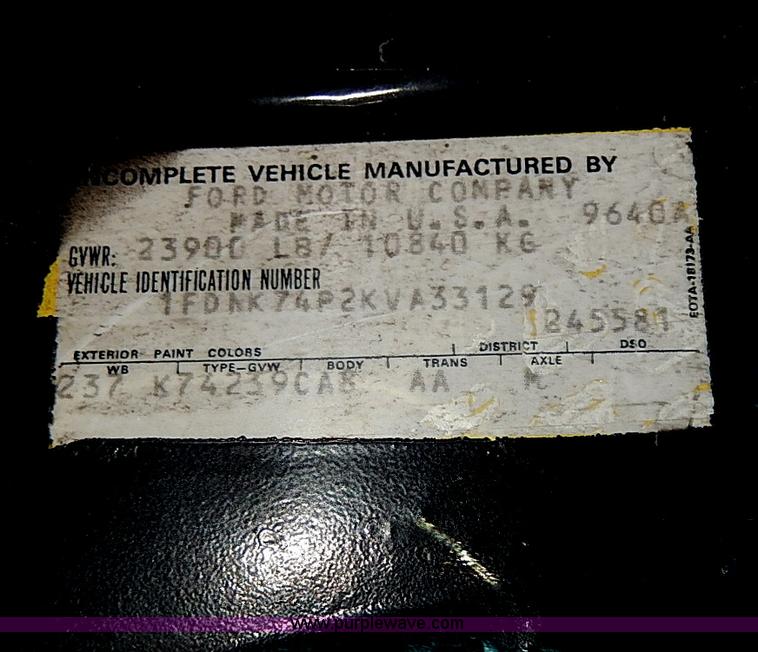 INCOMPLETE VEHICLE MANUFACTURED BY
FORD MOTOR COMPANY
MADE IN U.S.A. 9640A
GVWR: 23900 LB/ 10840 KG
VEHICLE IDENTIFICATION NUMBER
1FDNK74P2KVA33129
245581
EOTA-18173-AA
EXTERIOR PAINT COLORS DISTRICT DSO
WB TYPE-GVW BODY TRANS AXLE
237 K74239CAB AA M
www.purplewave.com